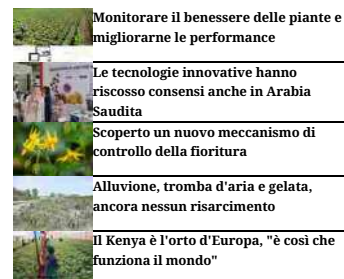 Monitorare il benessere delle piante e
migliorarne le performance
Le tecnologie innovative hanno
riscosso consensi anche in Arabia
Saudita
Scoperto un nuovo meccanismo di
controllo della fioritura
Alluvione, tromba d'aria e gelata,
ancora nessun risarcimento
Il Kenya è l'orto d'Europa, "è così che
funziona il mondo"